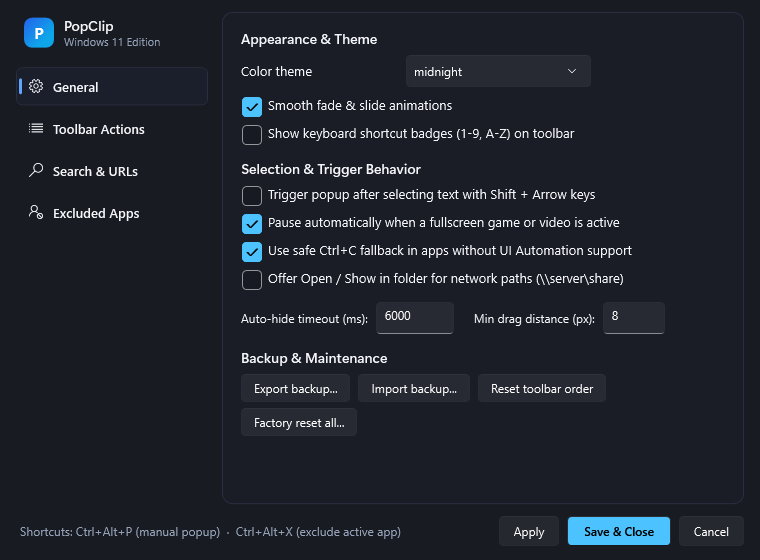 P
PopClip
Windows 11 Edition
General
Toolbar Actions
Search & URLs
Excluded Apps
Appearance & Theme
Color theme
midnight
Smooth fade & slide animations
Show keyboard shortcut badges (1-9, A-Z) on toolbar
Selection & Trigger Behavior
Trigger popup after selecting text with Shift + Arrow keys
Pause automatically when a fullscreen game or video is active
Use safe Ctrl+C fallback in apps without UI Automation support
Offer Open / Show in folder for network paths (\\server\share)
Auto-hide timeout (ms): 6000 Min drag distance (px): 8
Backup & Maintenance
Export backup... Import backup... Reset toolbar order
Factory reset all...
Shortcuts: Ctrl+Alt+P (manual popup) · Ctrl+Alt+X (exclude active app) Apply Save & Close Cancel